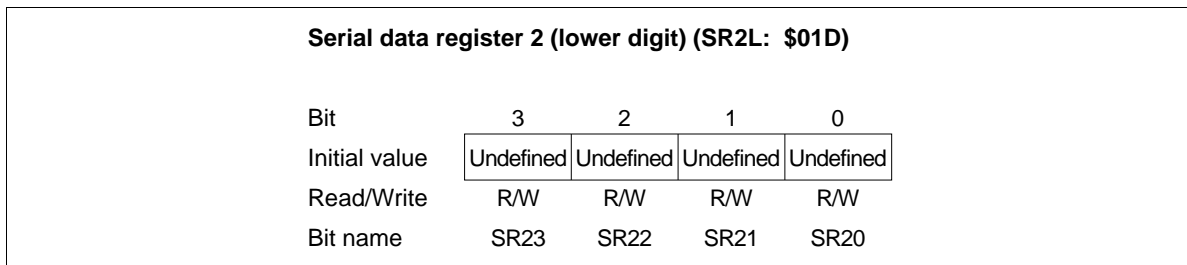 Serial data register 2 (lower digit) (SR2L: $01D)
Bit 3 2 1 0
Initial value Undefined Undefined Undefined Undefined
Read/Write R/W R/W R/W R/W
Bit name SR23 SR22 SR21 SR20